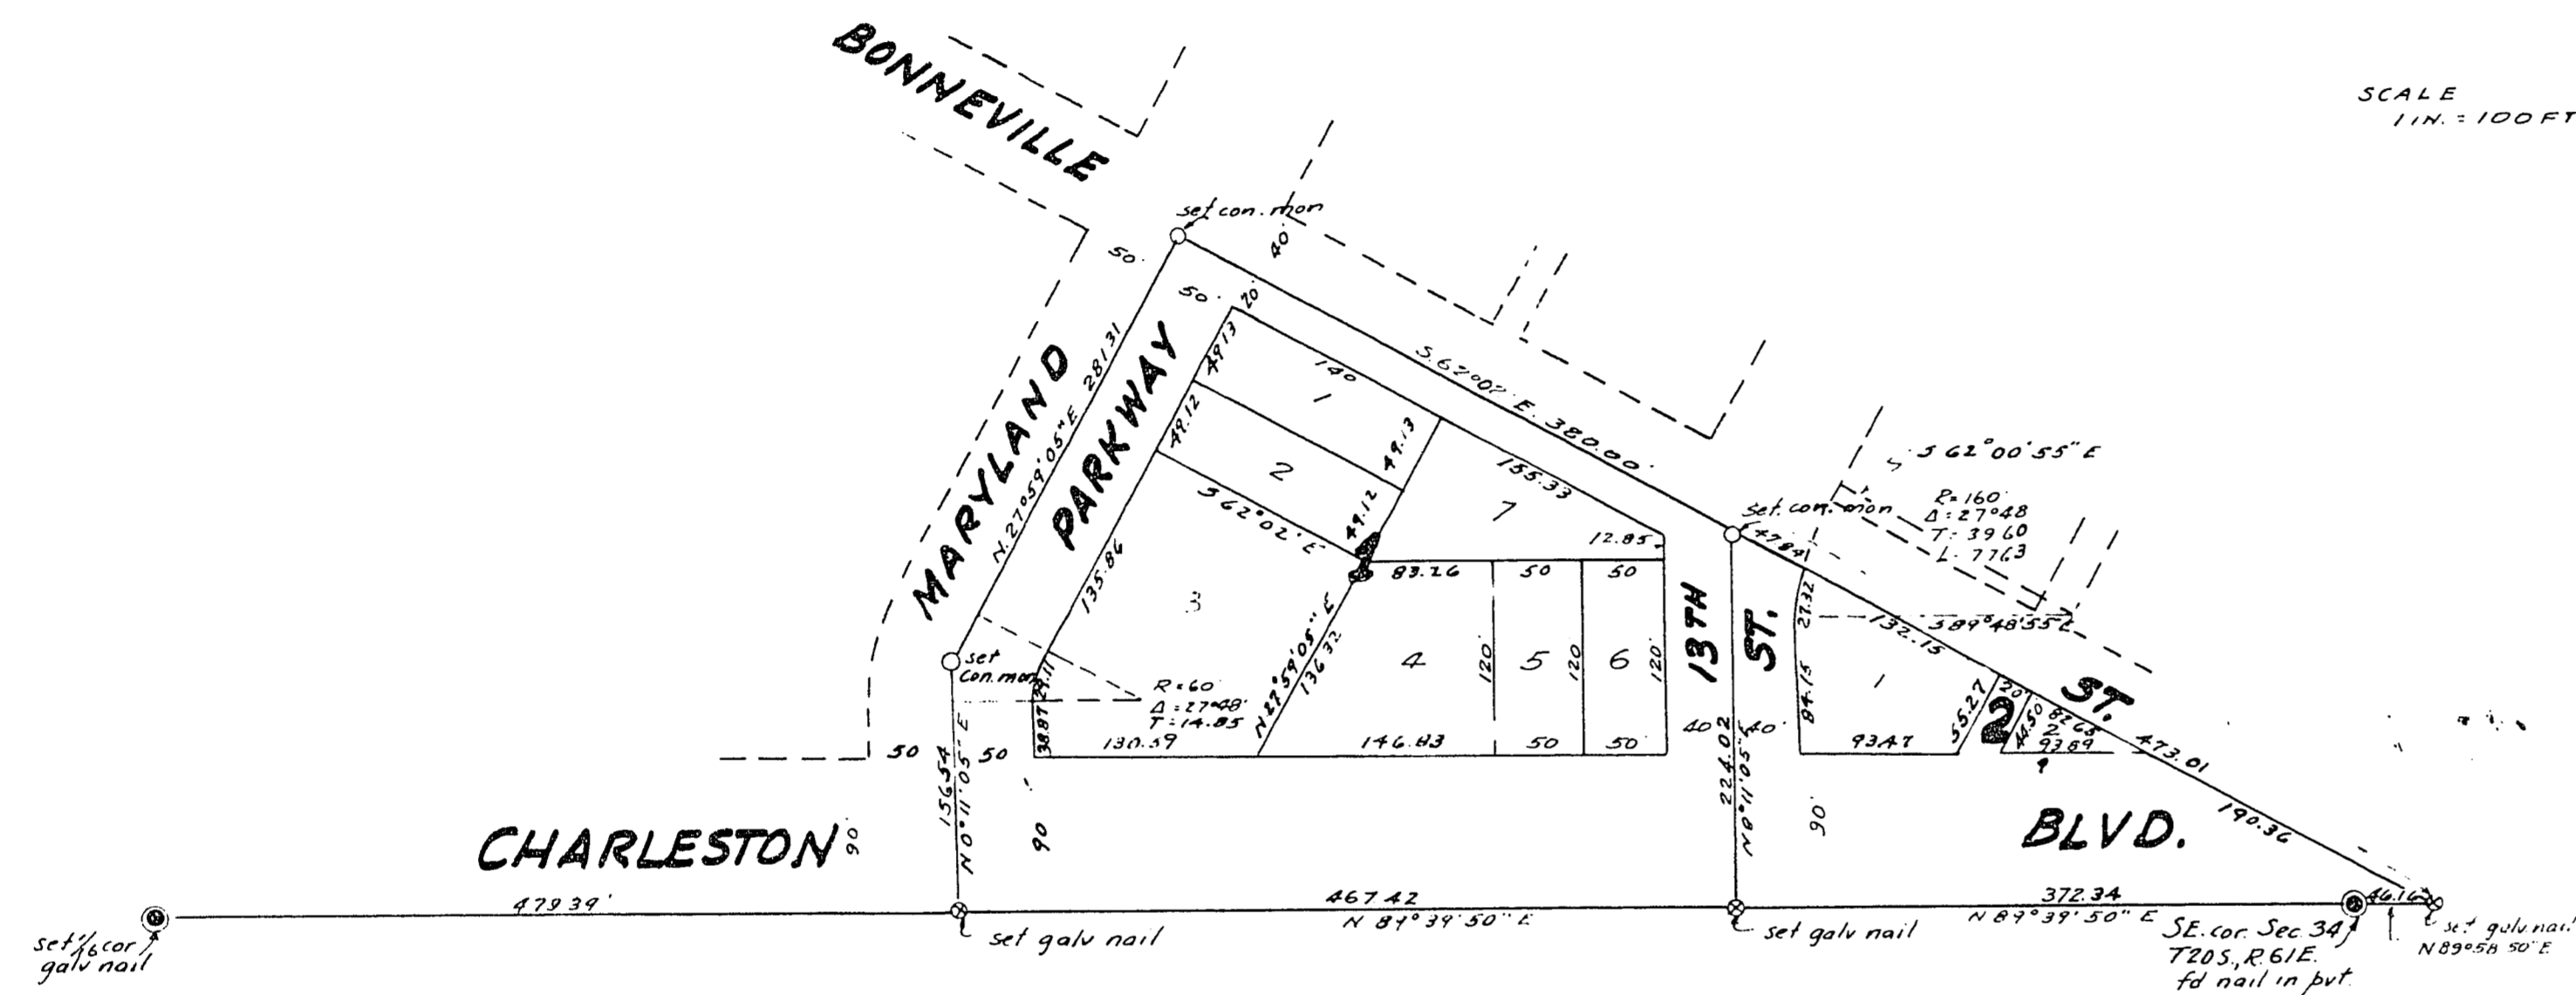 BONNEVILLE
SCALE
1 IN. = 100 FT
set con. mon
40'
50'
50'
20'
MARYLAND
PARKWAY
N. 27°59'05" E 281.31
S. 62°02' E. 380.00'
49.13
140
1
49.12
2
49.13
49.12
S 62°02' E
155.33
7
12.85
135.86
3
83.26
50
50
N 27°59'05" E
136.32
4
120'
5
120'
6
120'
set
con. mon
R=60'
Δ=27°48'
T=14.85
38.87
130.59
146.83
50
50'
13TH
ST.
set. con. mon
S 62°00'55" E
R=160'
Δ=27°48
T=39.60
L=77.63
47.84
27.32
S 89°48'55" E
132.15
84.15
1
55.27
93.47
20'
2
44.50
82.65
2
93.89
ST.
473.01
190.36
50
50
40'
40'
156.54
N 0°11'05" E
224.02
N 0°11'05" E
90'
90
90'
CHARLESTON
BLVD.
479.39'
467.42
N 89°39'50" E
372.34
N 89°39'50" E
46.16
set 1/16 cor
galv nail
set galv nail
set galv nail
SE. cor. Sec. 34
T20S., R.61E.
fd nail in pvt.
set galv. nail
N 89°58'50" E